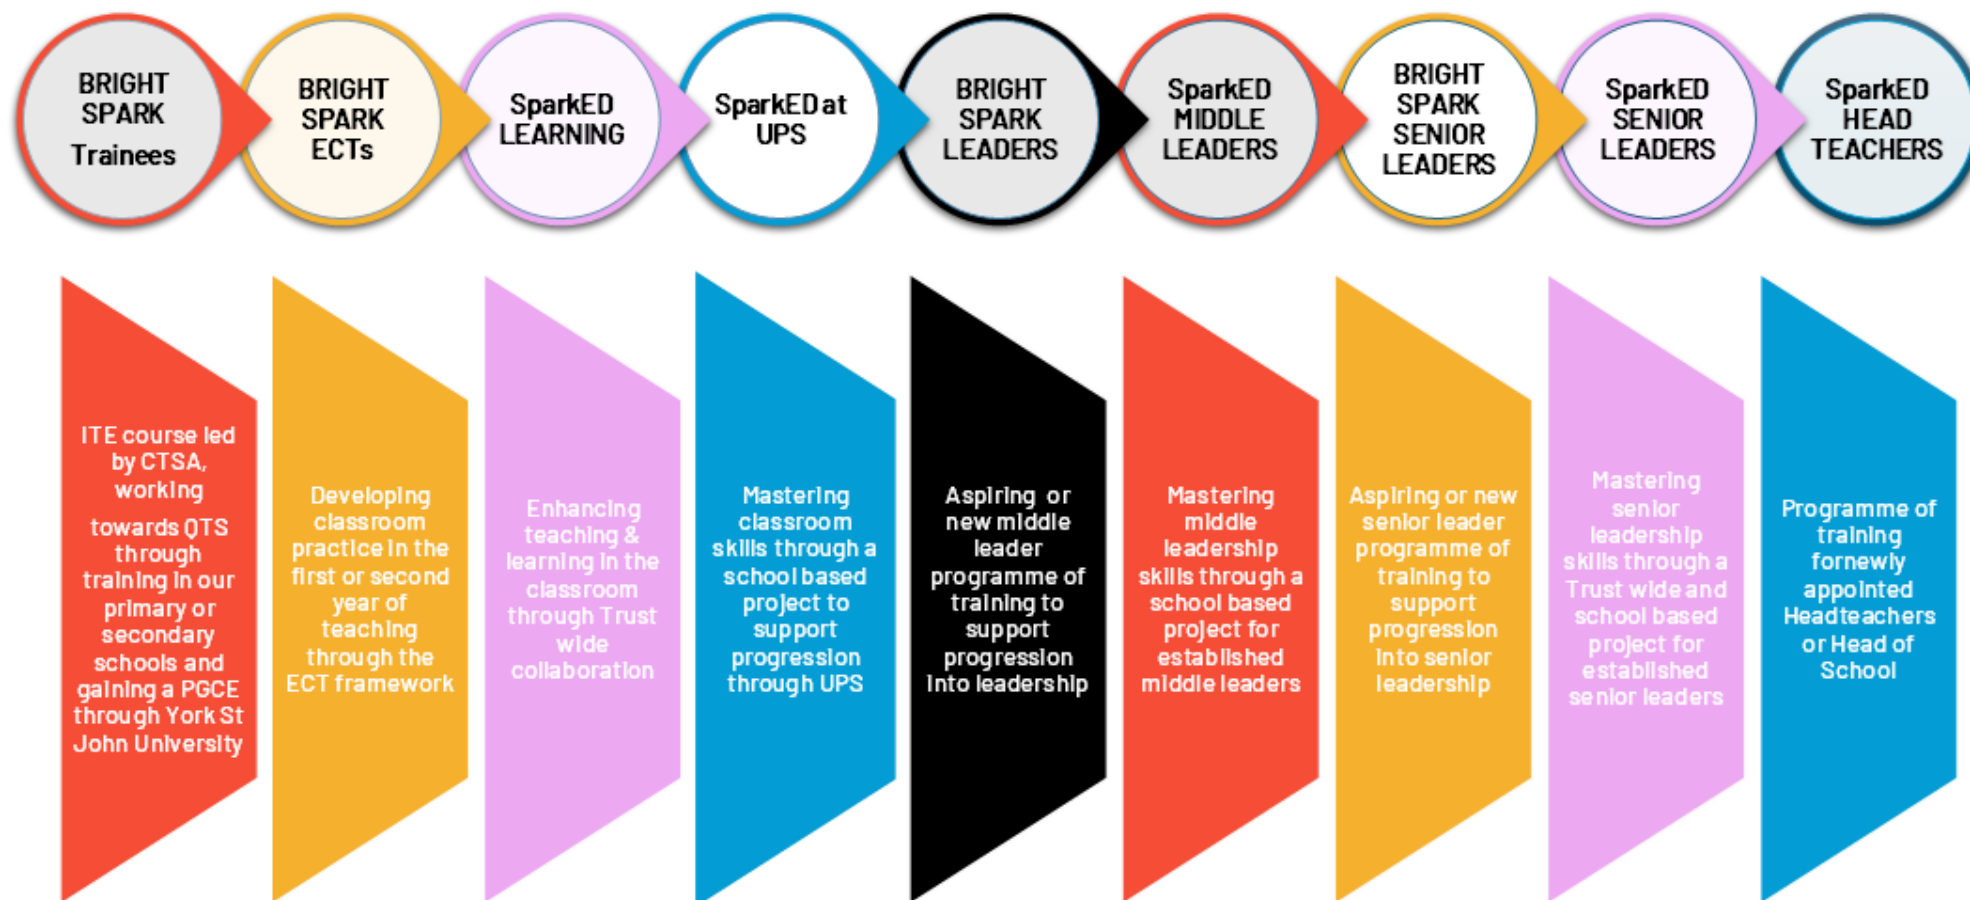 BRIGHT
SPARK
Trainees
BRIGHT
SPARK
ECTs
SparkED
LEARNING
SparkED at
UPS
BRIGHT
SPARK
LEADERS
SparkED
MIDDLE
LEADERS
BRIGHT
SPARK
SENIOR
LEADERS
SparkED
SENIOR
LEADERS
SparkED
HEAD
TEACHERS
ITE course led
by CTSA,
working
towards QTS
through
training in our
primary or
secondary
schools and
gaining a PGCE
through York St
John University
Developing
classroom
practice in the
first or second
year of
teaching
through the
ECT framework
Enhancing
teaching &
learning in the
classroom
through Trust
wide
collaboration
Mastering
classroom
skills through a
school based
project to
support
progression
through UPS
Aspiring or
new middle
leader
programme of
training to
support
progression
into leadership
Mastering
middle
leadership
skills through a
school based
project for
established
middle leaders
Aspiring or new
senior leader
programme of
training to
support
progression
into senior
leadership
Mastering
senior
leadership
skills through a
Trust wide and
school based
project for
established
senior leaders
Programme of
training
fornewly
appointed
Headteachers
or Head of
School